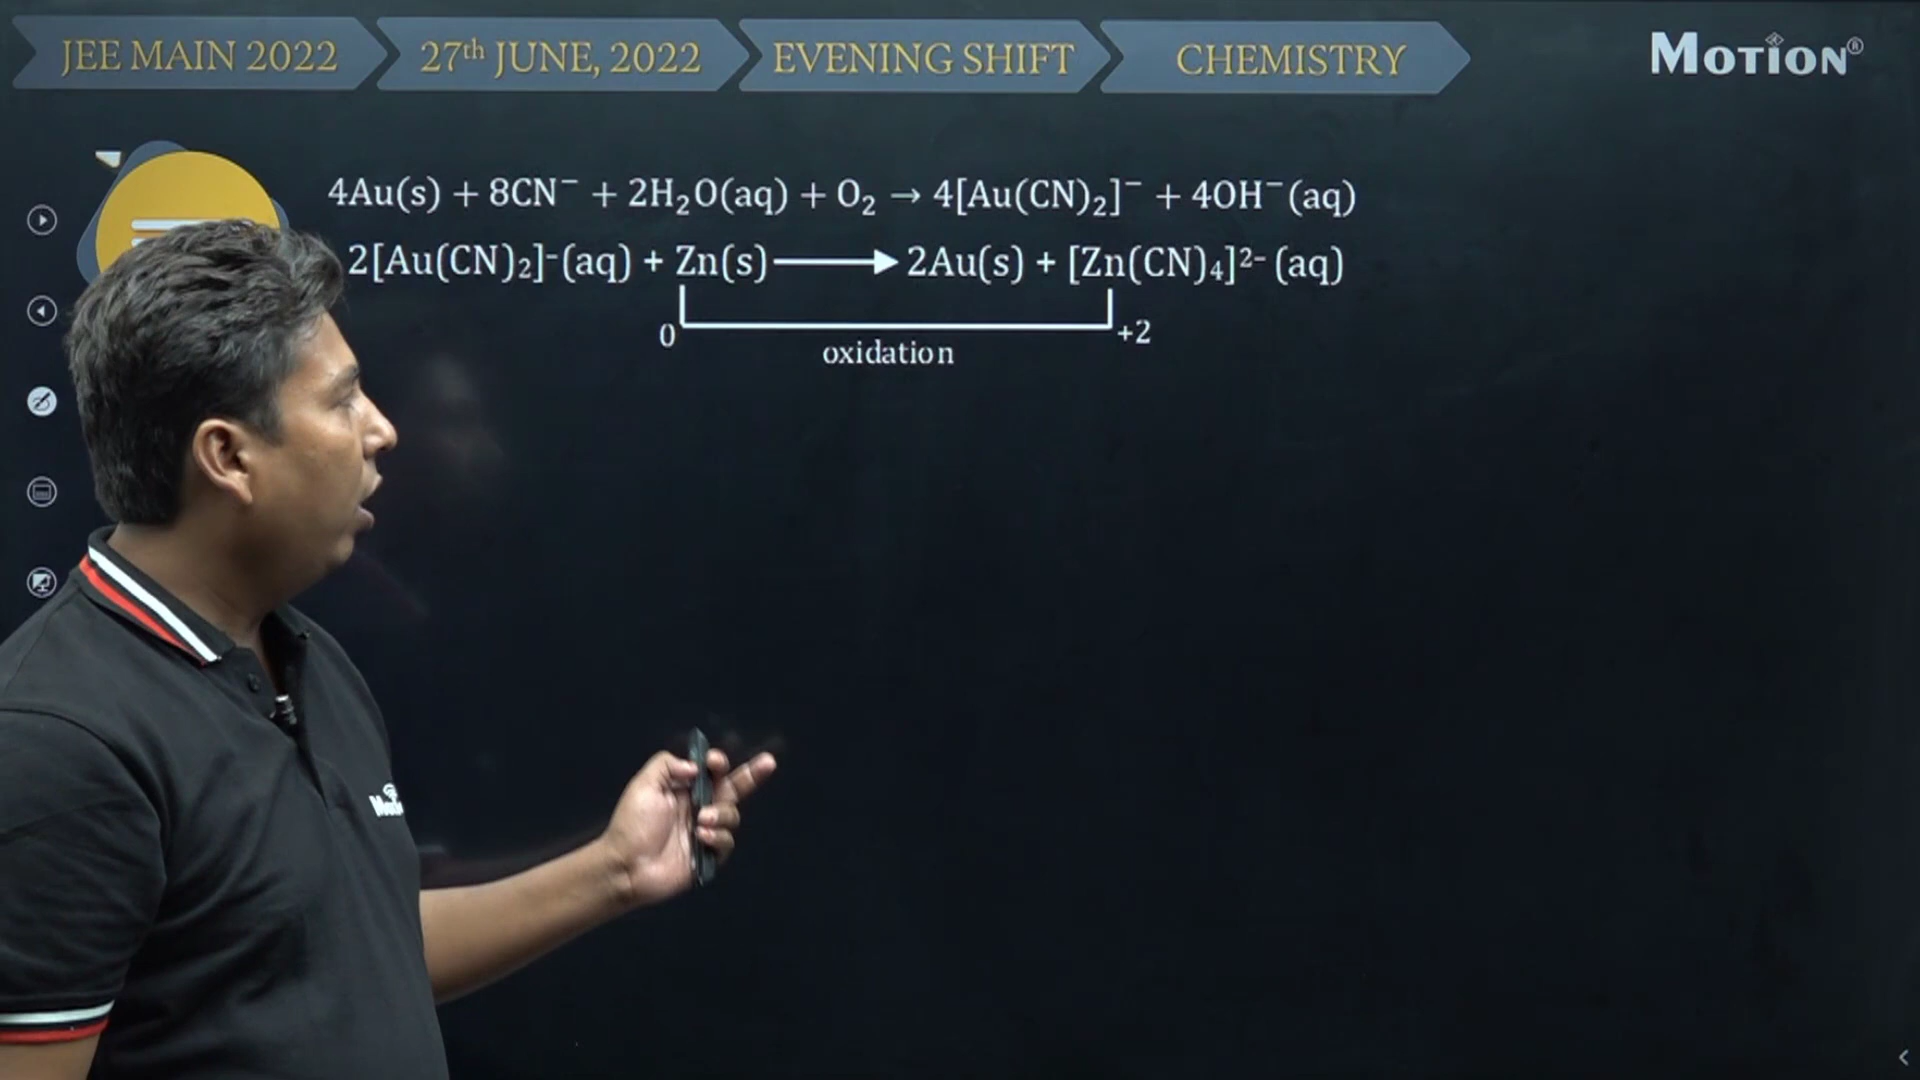 JEE MAIN 2022 27th JUNE, 2022 EVENING SHIFT CHEMISTRY MOTION®
4Au(s) + 8CN⁻ + 2H₂O(aq) + O₂ → 4[Au(CN)₂]⁻ + 4OH⁻(aq)
2[Au(CN)₂]⁻(aq) + Zn(s) → 2Au(s) + [Zn(CN)₄]²⁻ (aq)
0 +2
oxidation